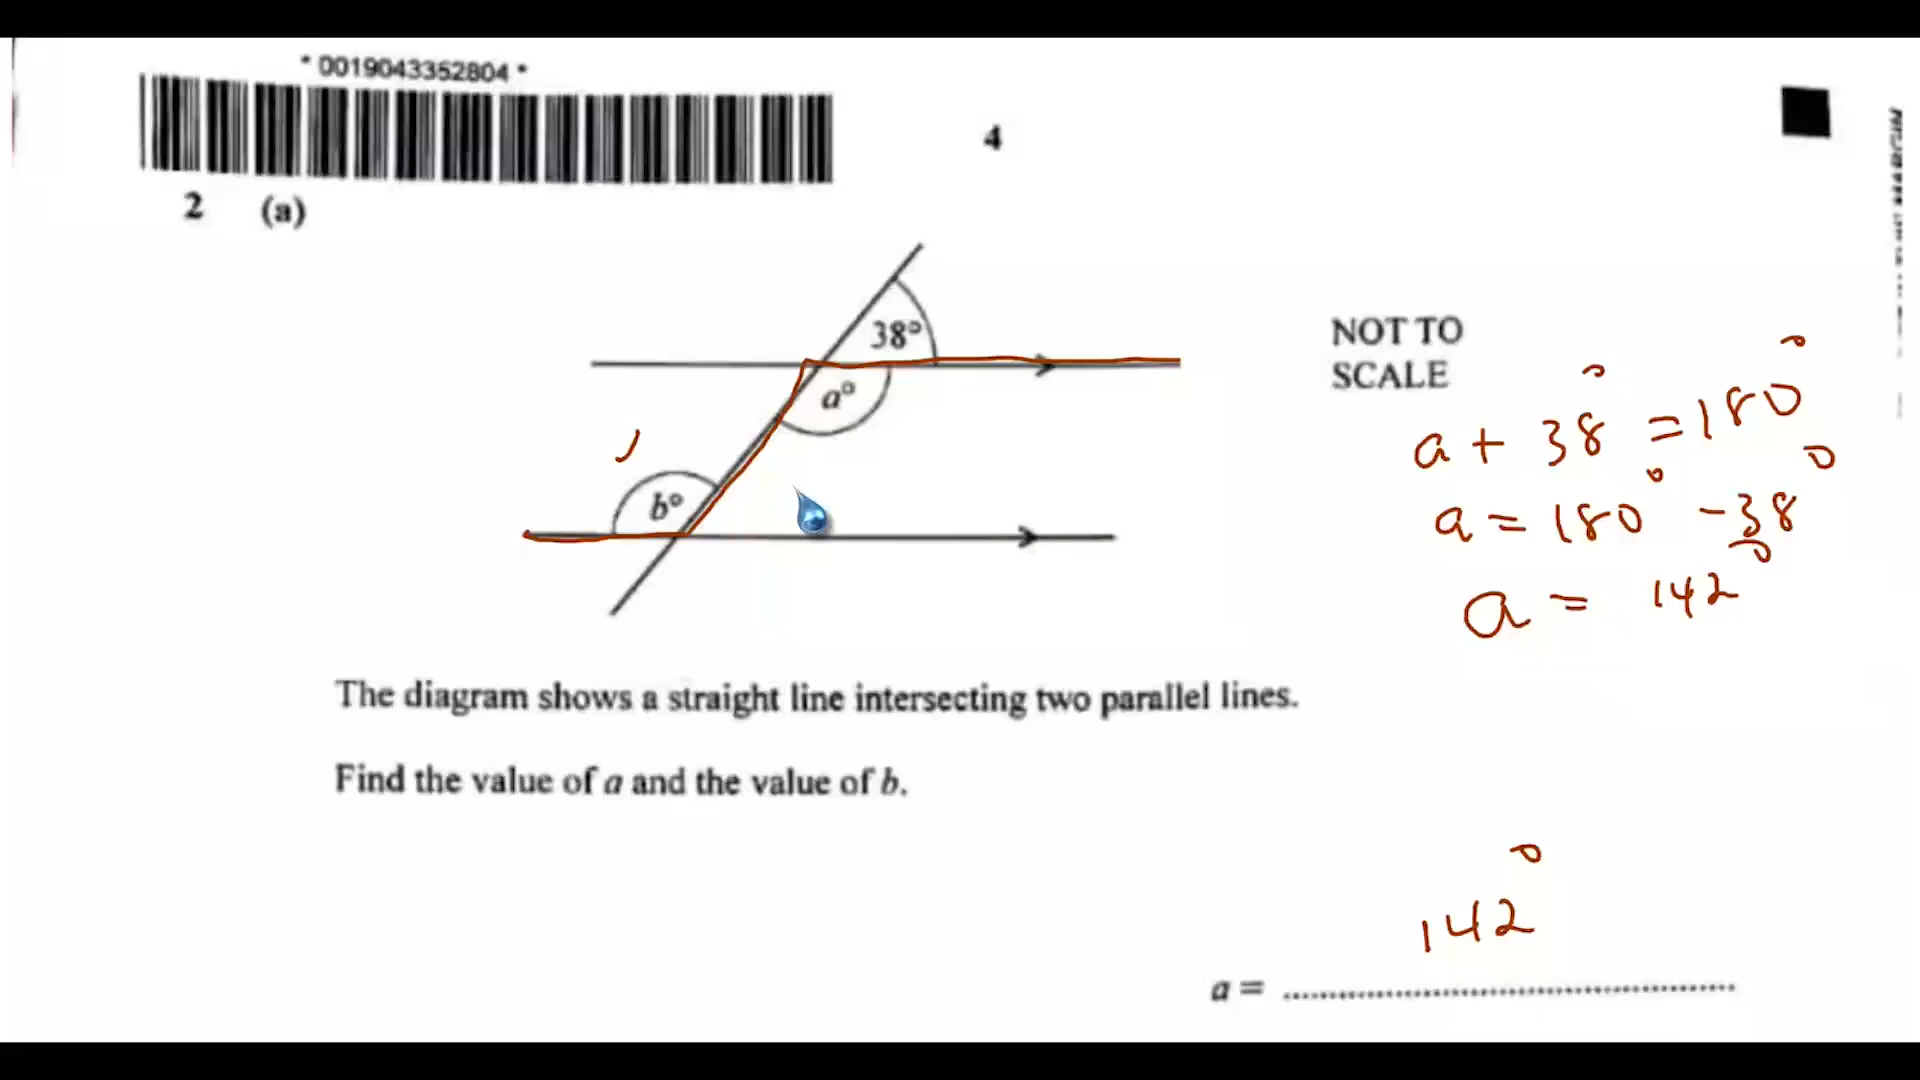 * 0019043352804 *
4
2 (a)
38°
a°
b°
NOT TO
SCALE
a + 38° = 180°
a = 180° - 38°
a = 142°
The diagram shows a straight line intersecting two parallel lines.
Find the value of a and the value of b.
142°
a = ....................................................